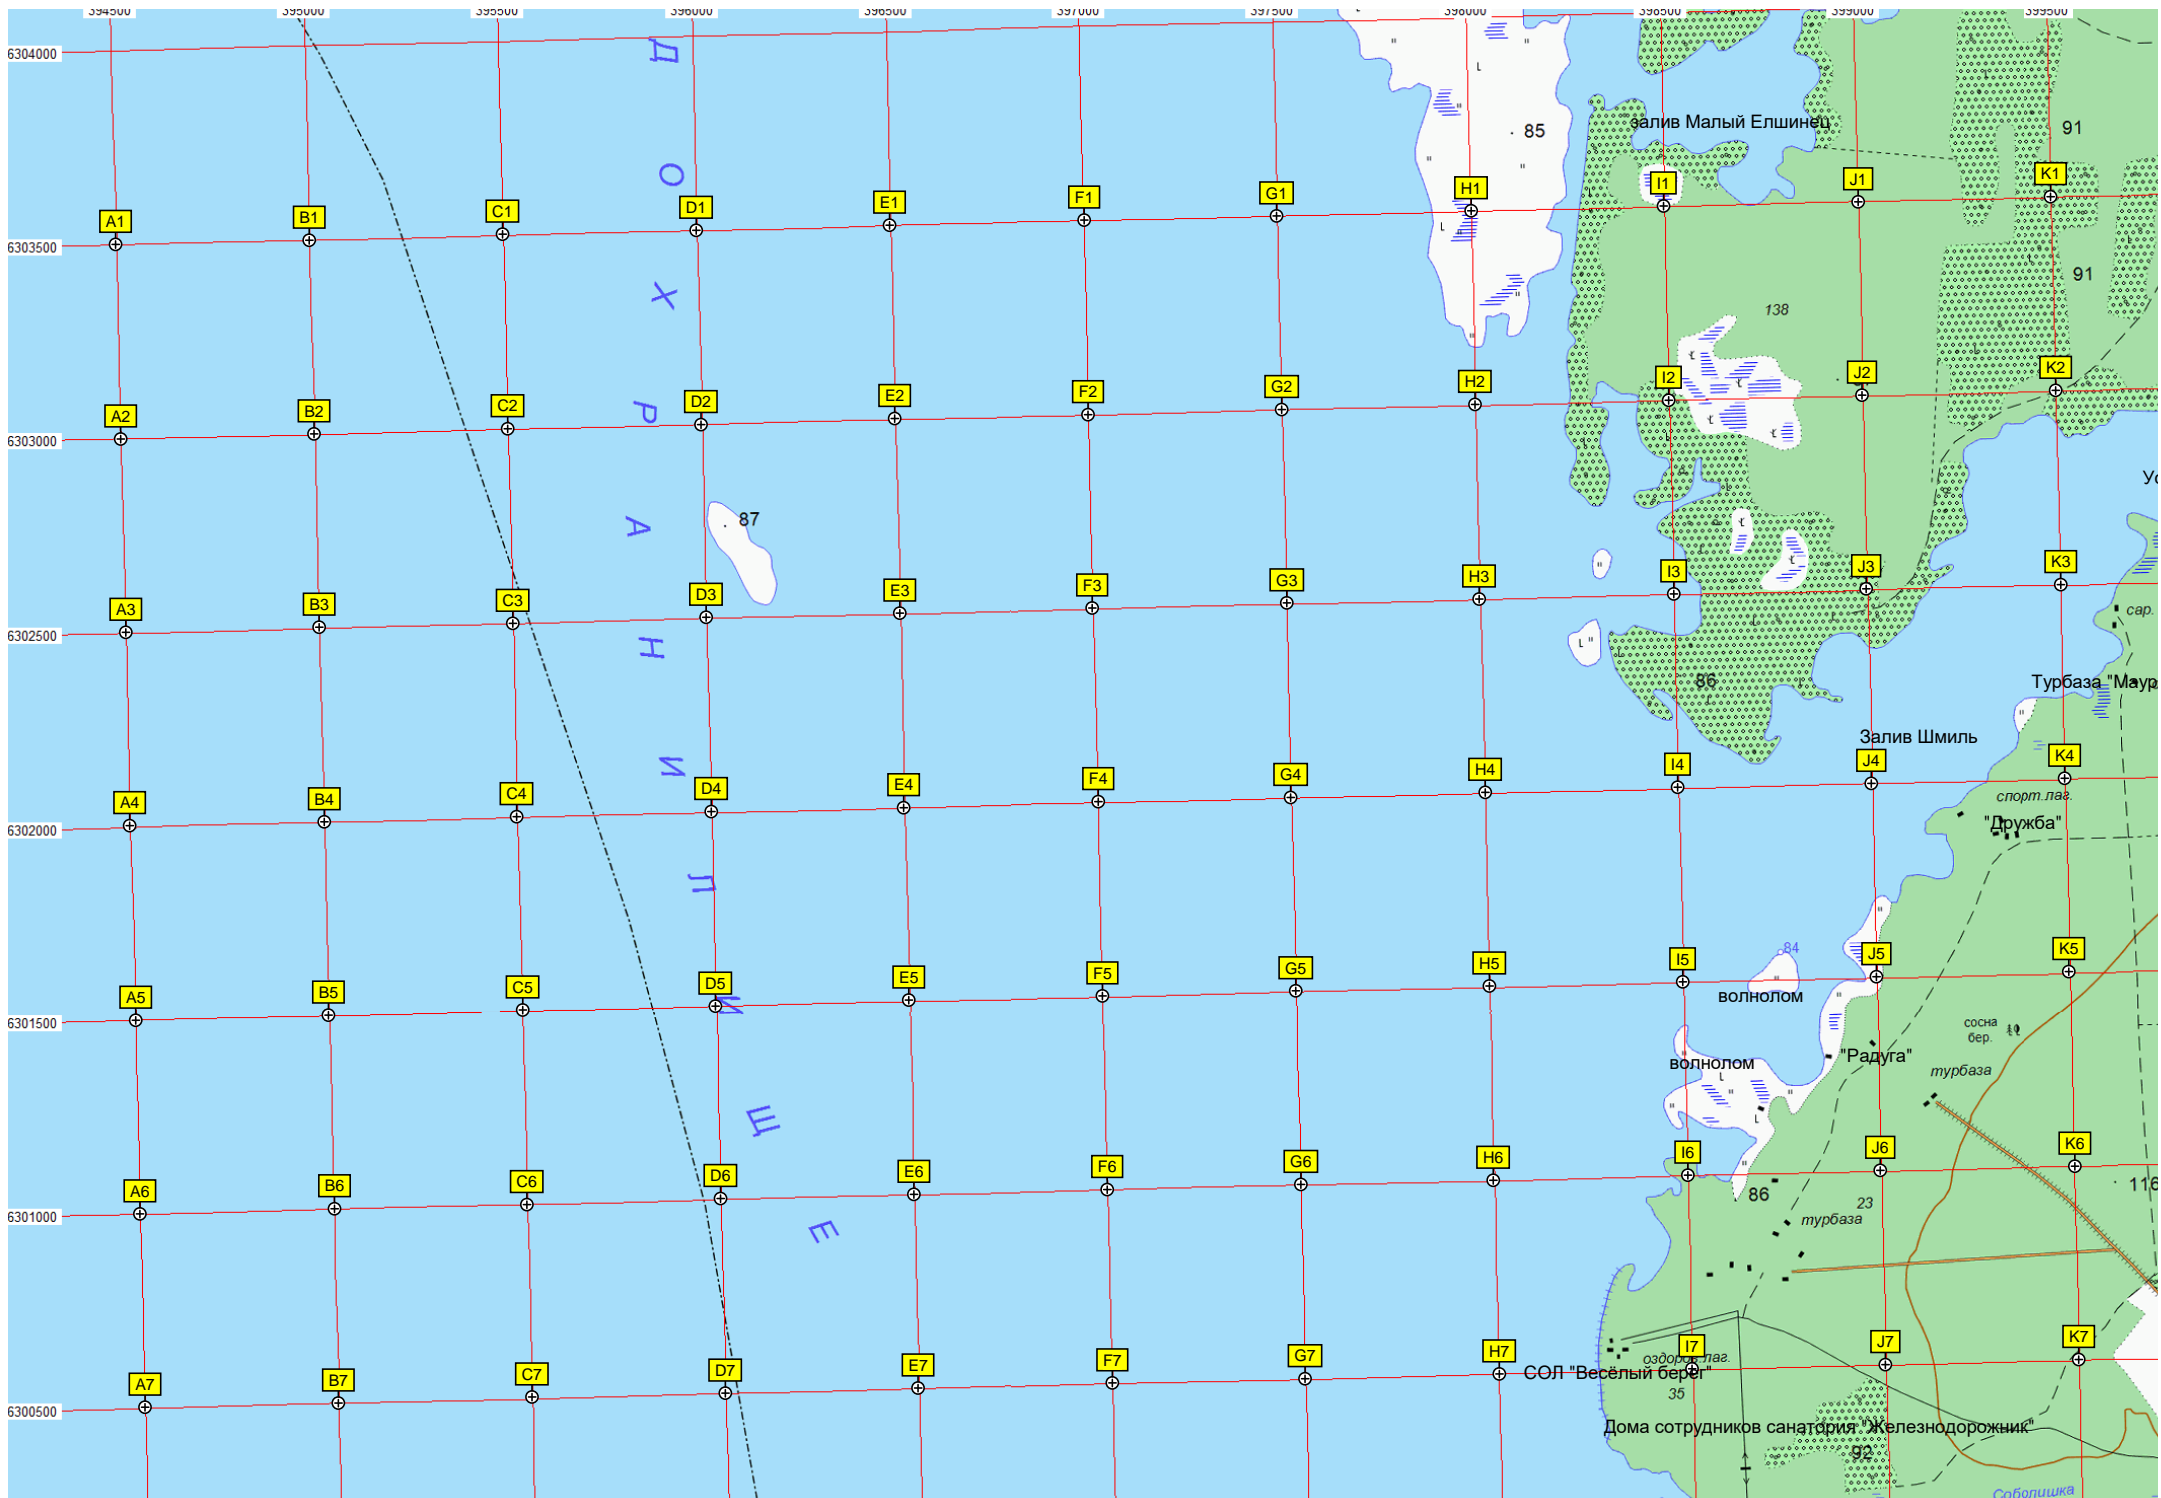 394500 395000 395500 396000 396500 397000 397500 398000 398500 399000 399500
6304000
85
залив Малый Елшинец
91
A1 B1 C1 D1 E1 F1 G1 H1 I1 J1 K1
6303500
91
138
A2 B2 C2 D2 E2 F2 G2 H2 I2 J2 K2
6303000
87
A3 B3 C3 D3 E3 F3 G3 H3 I3 J3 K3
сар.
6302500
86
Турбаза "Маур
Залив Шмиль
A4 B4 C4 D4 E4 F4 G4 H4 I4 J4 K4
спорт.лаг.
"Дружба"
6302000
84
A5 B5 C5 D5 E5 F5 G5 H5 I5 J5 K5
волнолом
6301500
сосна
бер.
волнолом
"Радуга"
турбаза
A6 B6 C6 D6 E6 F6 G6 H6 I6 J6 K6
86
116
23
турбаза
6301000
A7 B7 C7 D7 E7 F7 G7 H7 I7 J7 K7
оздоров.лаг.
СОЛ "Весёлый берег"
35
6300500
Дома сотрудников санатория "Железнодорожник"
92
Соболишка
Д О Х Р А Н И Л И Щ Е